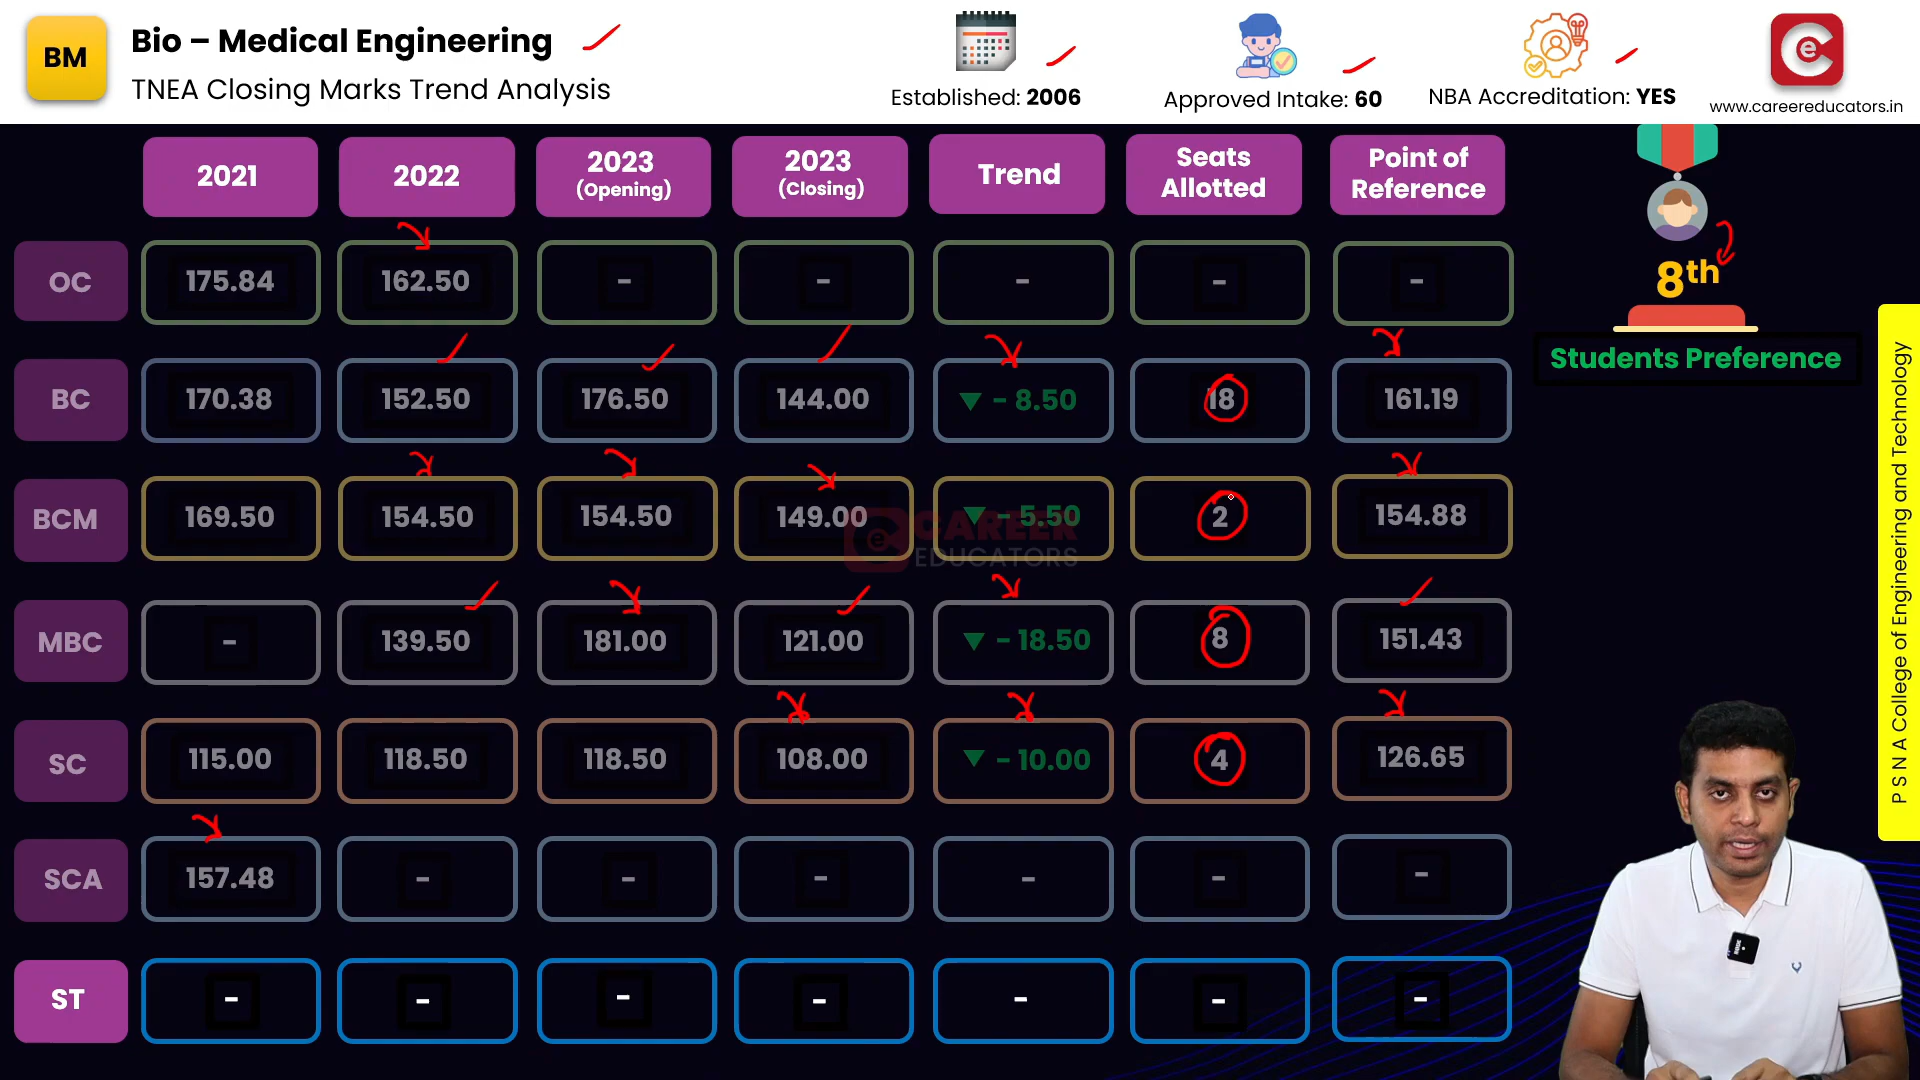 BM
Bio – Medical Engineering
TNEA Closing Marks Trend Analysis
Established: 2006
Approved Intake: 60
NBA Accreditation: YES
e
www.careereducators.in
2021
2022
2023
(Opening)
2023
(Closing)
Trend
Seats
Allotted
Point of
Reference
OC
175.84
162.50
-
-
-
-
-
BC
170.38
152.50
176.50
144.00
- 8.50
18
161.19
BCM
169.50
154.50
154.50
149.00
- 5.50
2
154.88
MBC
-
139.50
181.00
121.00
- 18.50
8
151.43
SC
115.00
118.50
118.50
108.00
- 10.00
4
126.65
SCA
157.48
-
-
-
-
-
-
ST
-
-
-
-
-
-
-
e
CAREER
EDUCATORS
8th
Students Preference
P S N A College of Engineering and Technology